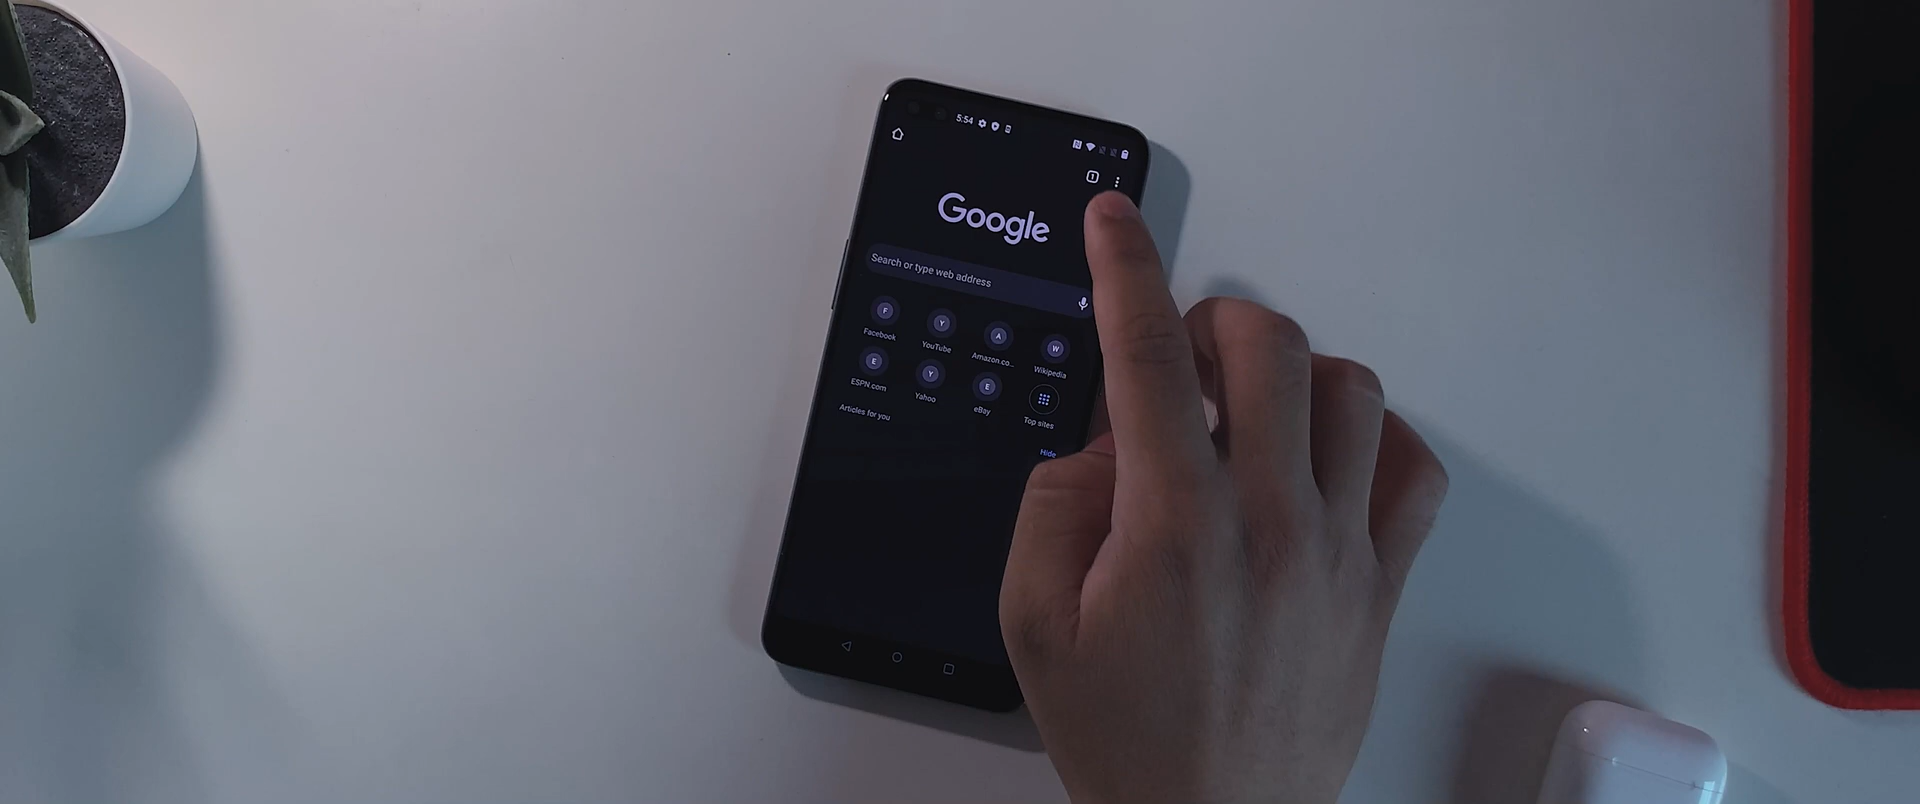 5:54
1
Google
Search or type web address
F Y A W
Facebook YouTube Amazon.co... Wikipedia
E Y E
ESPN.com Yahoo eBay Top sites
Articles for you
Hide